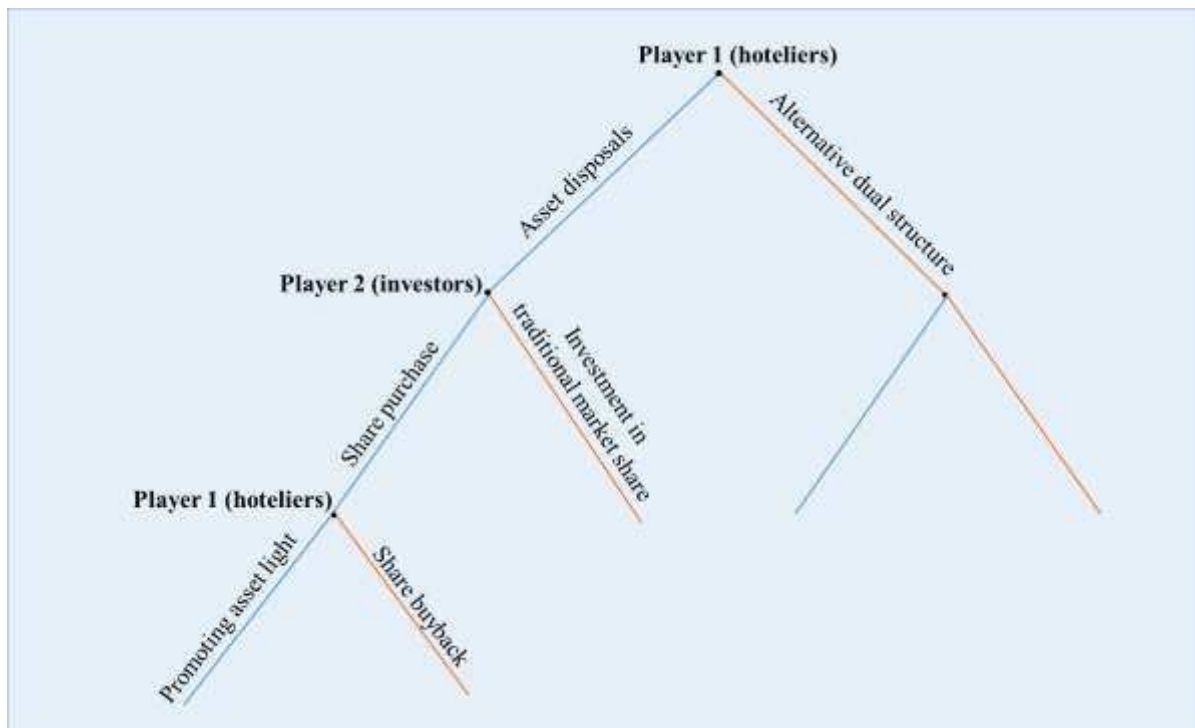 Player 1 (hoteliers)
Asset disposals
Alternative dual structure
Player 2 (investors)
Share purchase
Investment in
traditional market share
Player 1 (hoteliers)
Promoting asset light
Share buyback